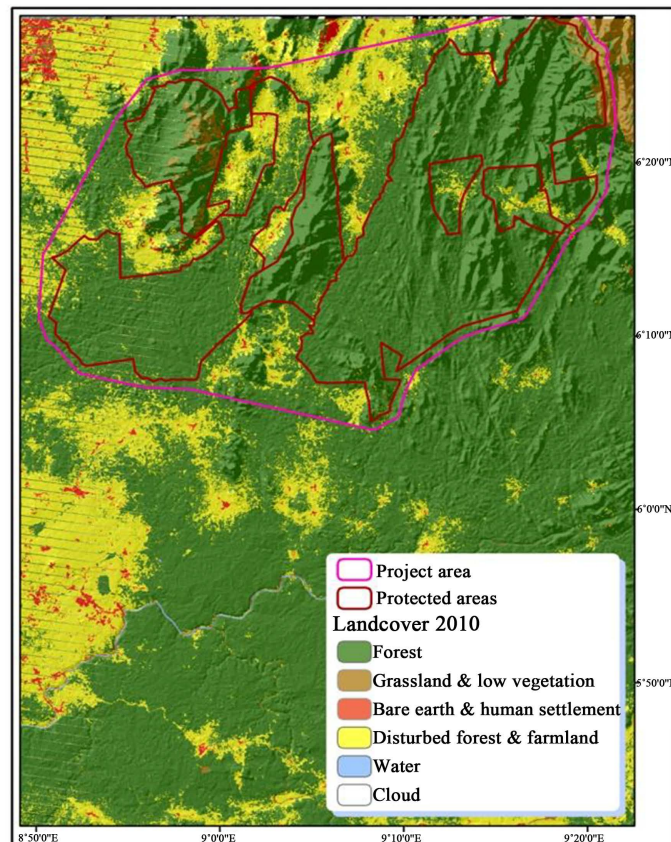 6°20'0"N
6°10'0"N
6°0'0"N
Project area
Protected areas
Landcover 2010
Forest
Grassland & low vegetation
Bare earth & human settlement
Disturbed forest & farmland
Water
Cloud
5°50'0"N
8°50'0"E 9°0'0"E 9°10'0"E 9°20'0"E